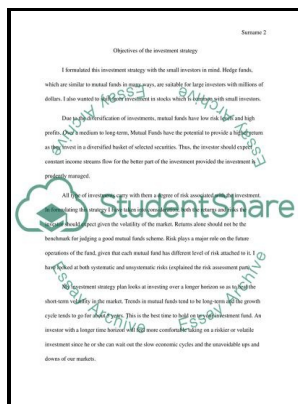 Surname 2
Objectives of the investment strategy
I formulated this investment strategy with the small investors in mind. Hedge funds,
which are similar to mutual funds in many ways, are suitable for large investors with millions of
dollars. I also wanted to investment in stocks which is with small investors.
Due to the diversification of investments, mutual funds have low risk levels and high
profits. Over a medium to long-term, Mutual Funds have the potential to provide a higher return
as they invest in a diversified basket of selected securities. Thus, the investor should expect
constant income streams flow for the better part of the investment provided the investment is
prudently managed.
All type of investments carry with them a degree of risk associated with the investment.
In formulating this strategy I have taken into consideration both the returns and risks the
investor should expect given the volatility of the market. Returns alone should not be the
benchmark for judging a good mutual funds scheme. Risk plays a major role on the future
operations of the fund, given that each mutual fund has different level of risk attached to it. I
have looked at both systematic and unsystematic risks (explained the risk assessment part).
My investment strategy plan looks at investing over a longer horizon so as to beat the
short-term volatility in the market. Trends in mutual funds tend to be long-term and the growth
cycle tends to go for about years. This is the best time to hold on to your investment fund. An
investor with a longer time horizon will feel more comfortable taking on a riskier or volatile
investment since he or she can wait out the slow economic cycles and the unavoidable ups and
downs of our markets.
StudentShare
Essay Archive
Essay Archive
Essay Archive
Essay Archive